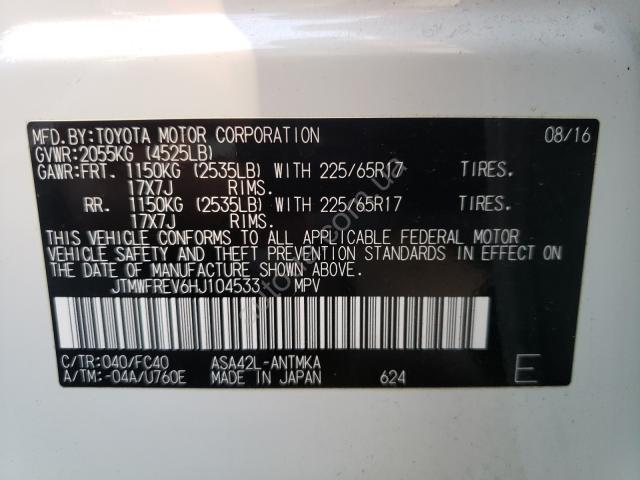 MFD.BY:TOYOTA MOTOR CORPORATION 08/16
GVWR:2055KG (4525LB)
GAWR:FRT. 1150KG (2535LB) WITH 225/65R17 TIRES.
17X7J RIMS.
RR. 1150KG (2535LB) WITH 225/65R17 TIRES.
17X7J RIMS.
THIS VEHICLE CONFORMS TO ALL APPLICABLE FEDERAL MOTOR
VEHICLE SAFETY AND THEFT PREVENTION STANDARDS IN EFFECT ON
THE DATE OF MANUFACTURE SHOWN ABOVE.
JTMWFREV6HJ104533 MPV
C/TR:040/FC40 ASA42L-ANTMKA
A/TM:-04A/U760E MADE IN JAPAN 624 E